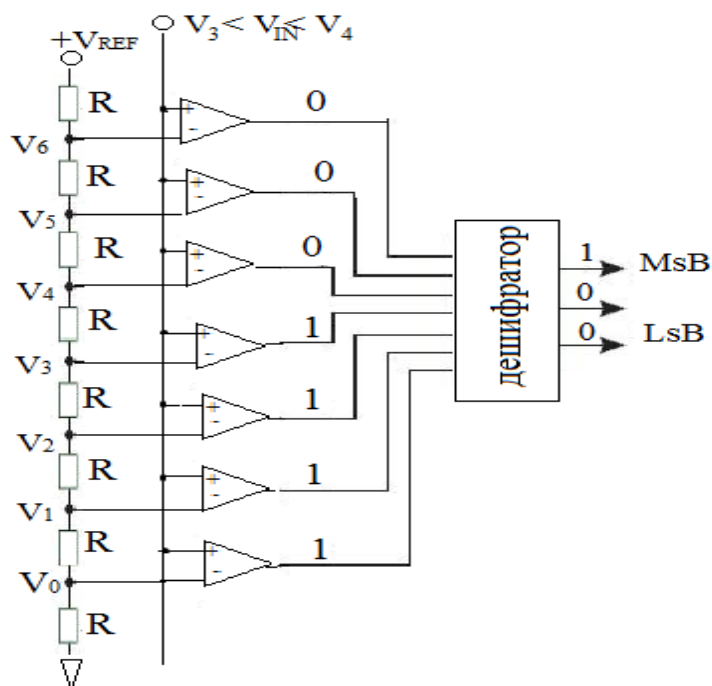 V3 < VIN ≤ V4
+VREF
R
0
V6
R
0
V5
R
0
V4
R
1
V3
R
1
V2
R
1
V1
R
1
V0
R
+
-
+
-
+
-
+
-
+
-
+
-
+
-
дешифратор
1
MsB
0
0
LsB